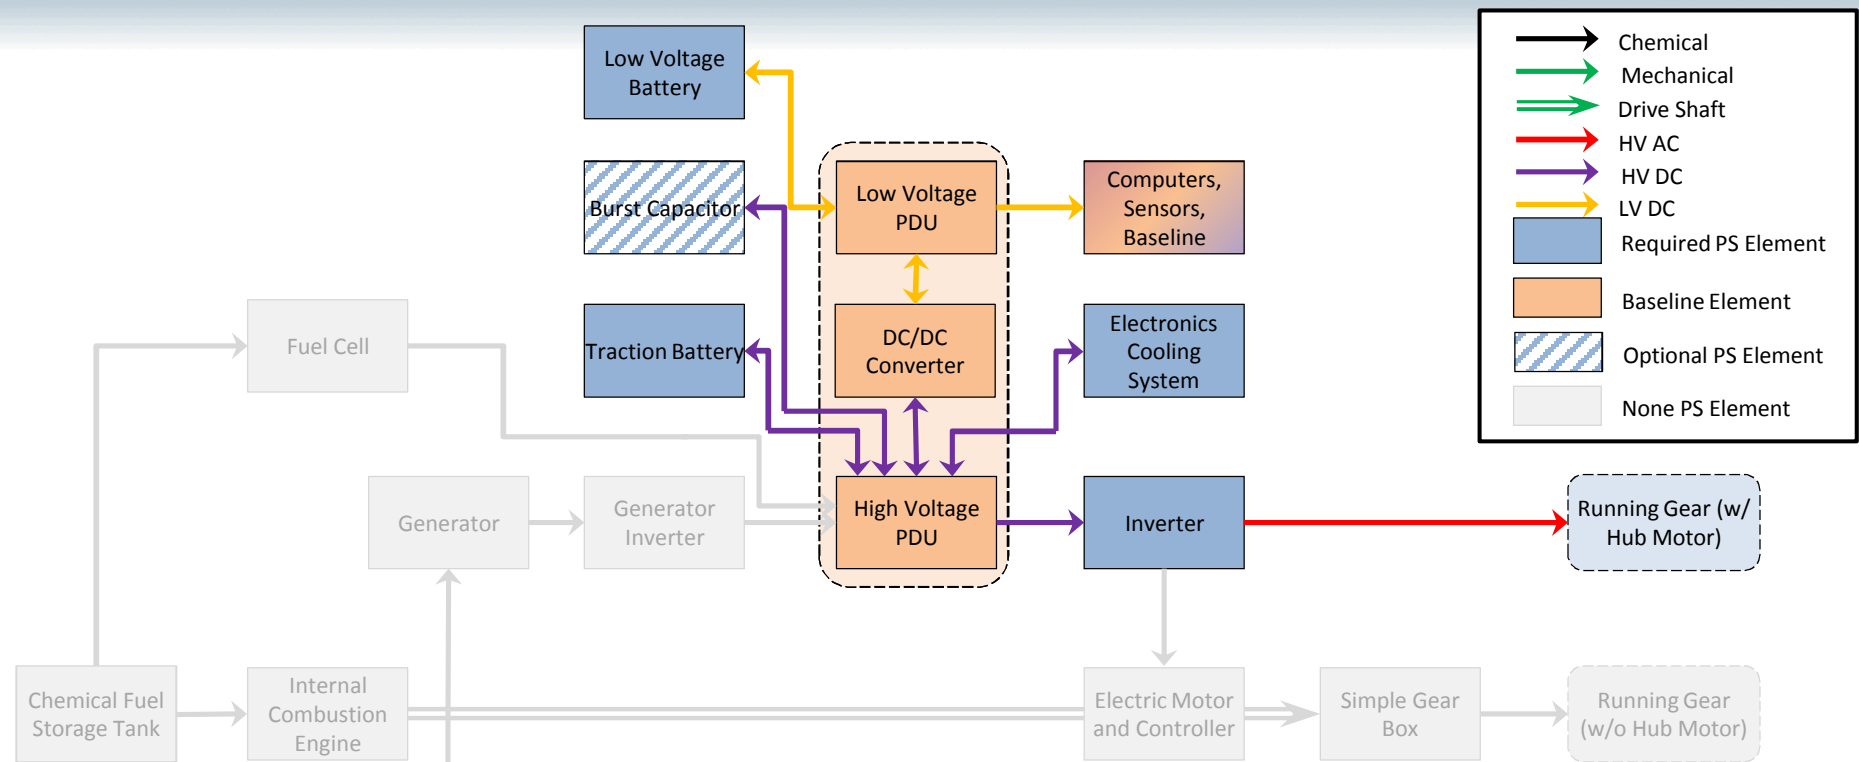 Low Voltage
Battery
Burst Capacitor
Low Voltage
PDU
Computers,
Sensors,
Baseline
Fuel Cell
Traction Battery
DC/DC
Converter
Electronics
Cooling
System
Generator
Generator
Inverter
High Voltage
PDU
Inverter
Running Gear (w/
Hub Motor)
Chemical Fuel
Storage Tank
Internal
Combustion
Engine
Electric Motor
and Controller
Simple Gear
Box
Running Gear
(w/o Hub Motor)
Chemical
Mechanical
Drive Shaft
HV AC
HV DC
LV DC
Required PS Element
Baseline Element
Optional PS Element
None PS Element